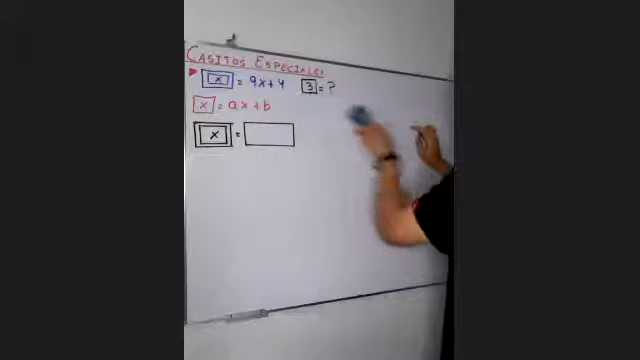 CASITOS ESPECIALES
x = 9x+4 3 = ?
x = ax+b
x =